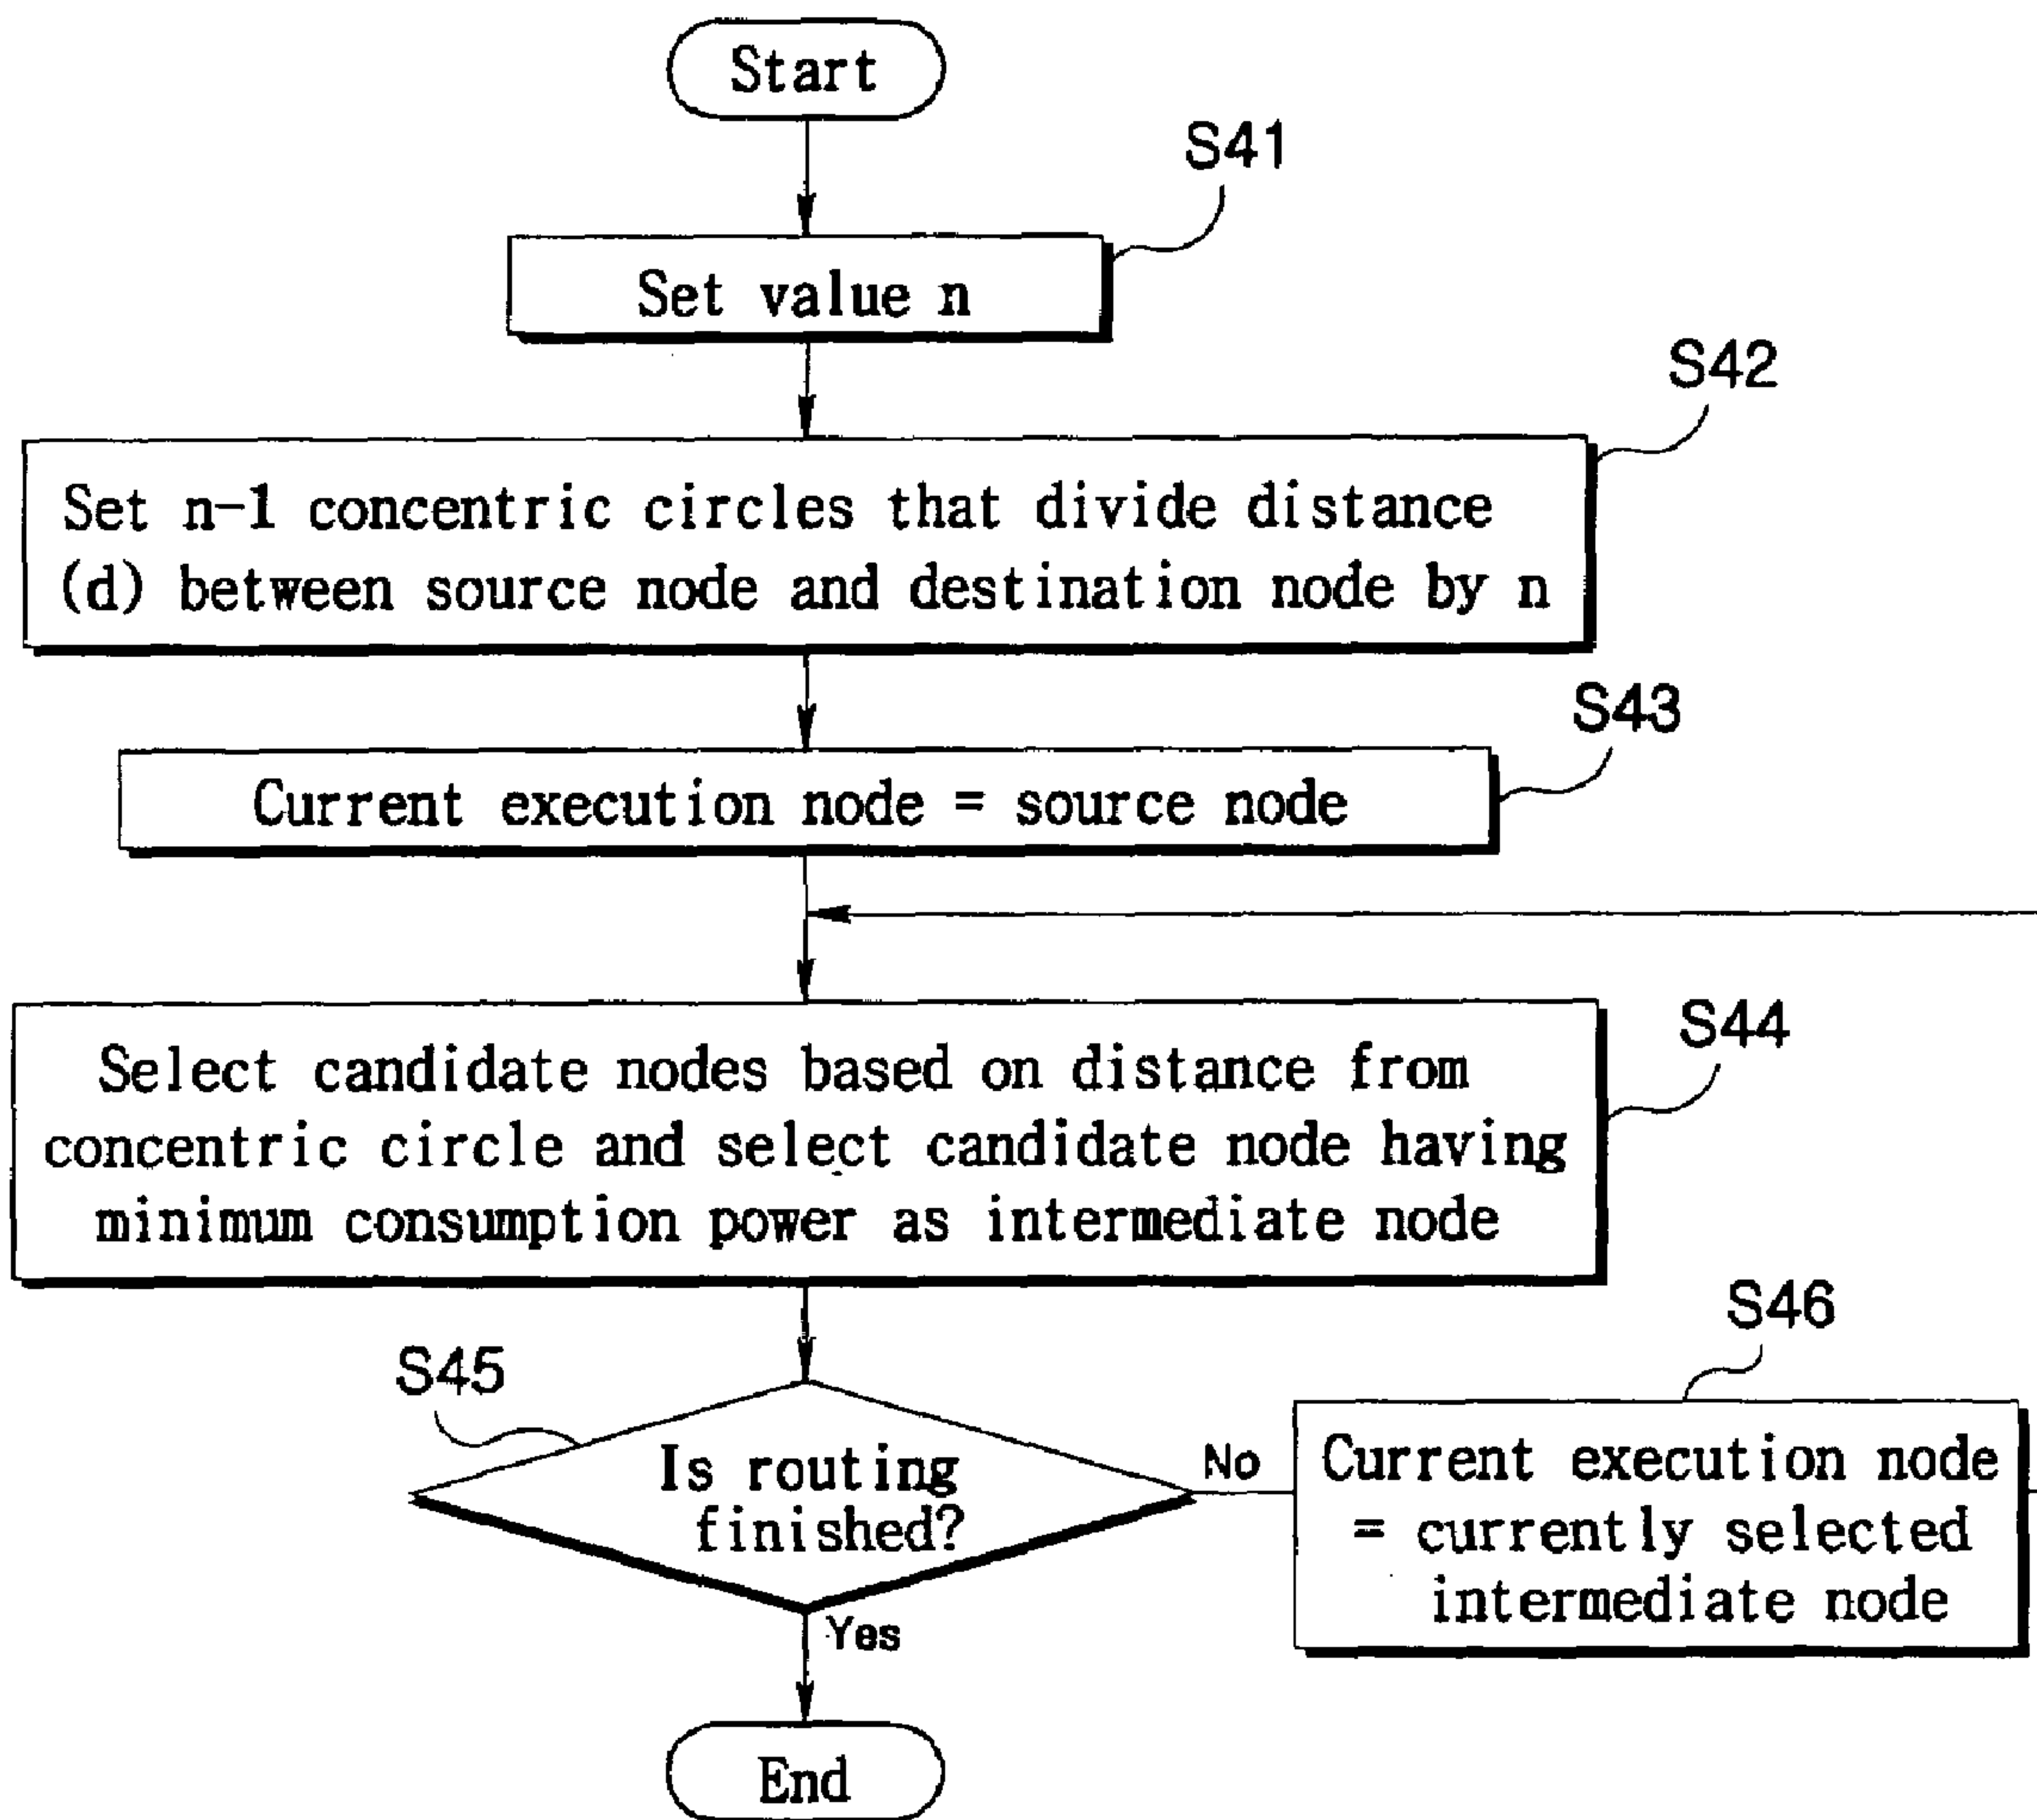 Start
S41
Set value n
S42
Set n-1 concentric circles that divide distance
(d) between source node and destination node by n
S43
Current execution node = source node
S44
Select candidate nodes based on distance from
concentric circle and select candidate node having
minimum consumption power as intermediate node
S45
Is routing
finished?
No
S46
Current execution node
= currently selected
intermediate node
Yes
End